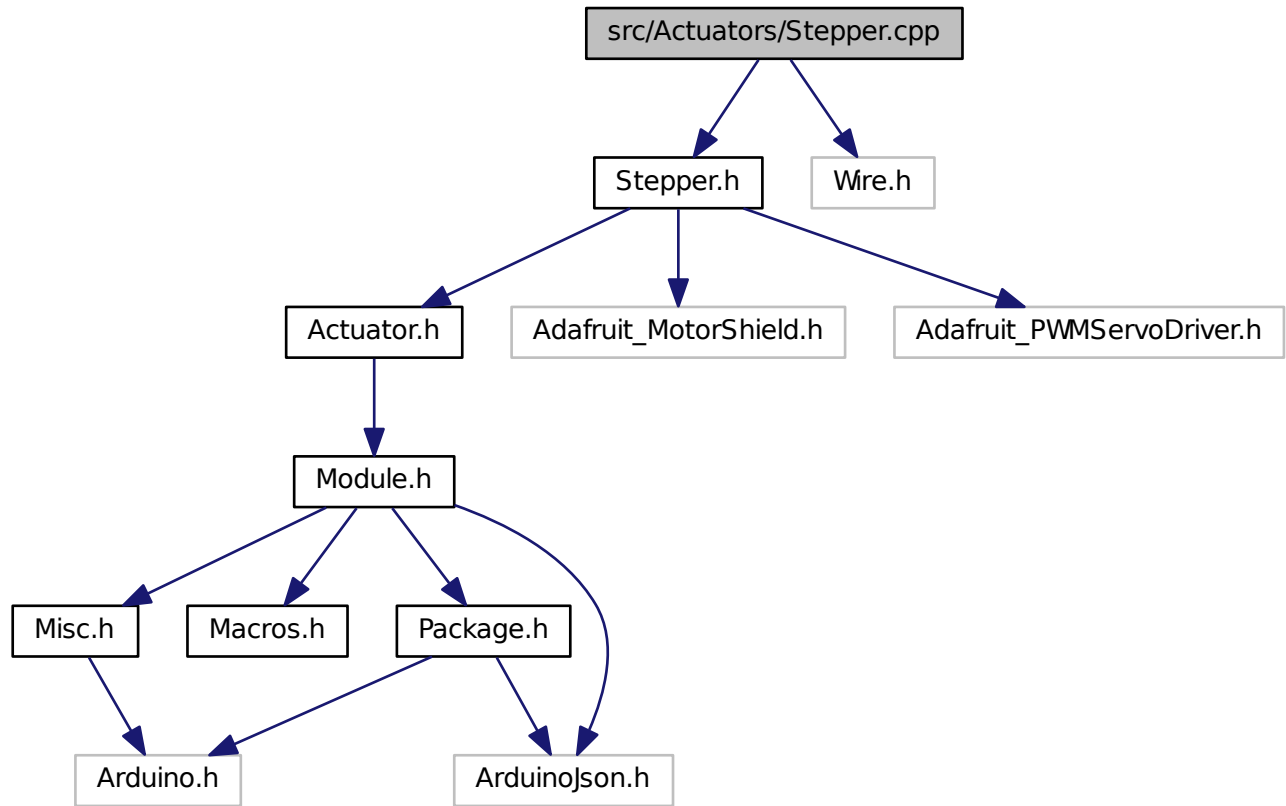 src/Actuators/Stepper.cpp
Stepper.h
Wire.h
Actuator.h
Adafruit_MotorShield.h
Adafruit_PWMServoDriver.h
Module.h
Misc.h
Macros.h
Package.h
Arduino.h
ArduinoJson.h